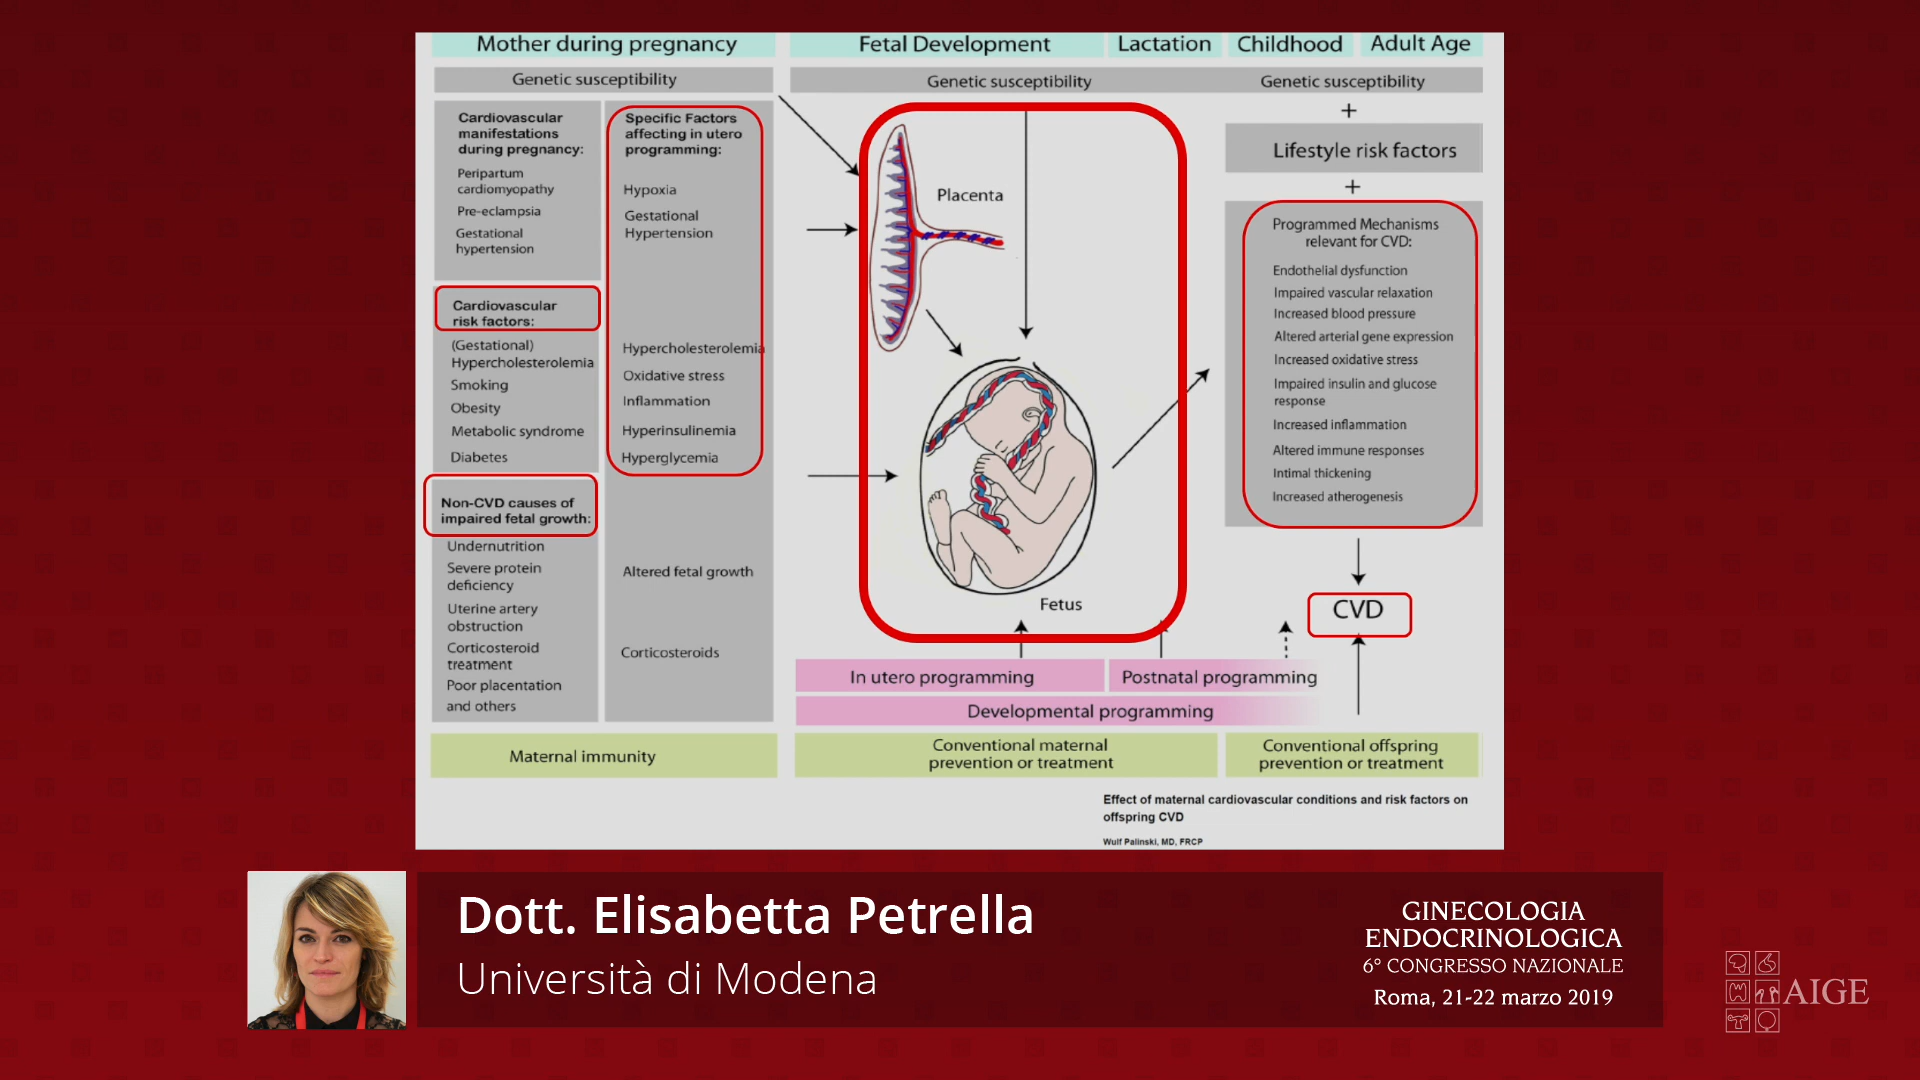 Mother during pregnancy
Fetal Development
Lactation
Childhood
Adult Age
Genetic susceptibility
Genetic susceptibility
Genetic susceptibility
Cardiovascular
manifestations
during pregnancy:
Peripartum
cardiomyopathy
Pre-eclampsia
Gestational
hypertension
Cardiovascular
risk factors:
(Gestational)
Hypercholesterolemia
Smoking
Obesity
Metabolic syndrome
Diabetes
Non-CVD causes of
impaired fetal growth:
Undernutrition
Severe protein
deficiency
Uterine artery
obstruction
Corticosteroid
treatment
Poor placentation
and others
Specific Factors
affecting in utero
programming:
Hypoxia
Gestational
Hypertension
Hypercholesterolemia
Oxidative stress
Inflammation
Hyperinsulinemia
Hyperglycemia
Altered fetal growth
Corticosteroids
Placenta
Fetus
+
Lifestyle risk factors
+
Programmed Mechanisms
relevant for CVD:
Endothelial dysfunction
Impaired vascular relaxation
Increased blood pressure
Altered arterial gene expression
Increased oxidative stress
Impaired insulin and glucose
response
Increased inflammation
Altered immune responses
Intimal thickening
Increased atherogenesis
CVD
In utero programming
Postnatal programming
Developmental programming
Maternal immunity
Conventional maternal
prevention or treatment
Conventional offspring
prevention or treatment
Effect of maternal cardiovascular conditions and risk factors on
offspring CVD
Wulf Palinski, MD, FRCP
Dott. Elisabetta Petrella
Università di Modena
GINECOLOGIA
ENDOCRINOLOGICA
6° CONGRESSO NAZIONALE
Roma, 21-22 marzo 2019
AIGE